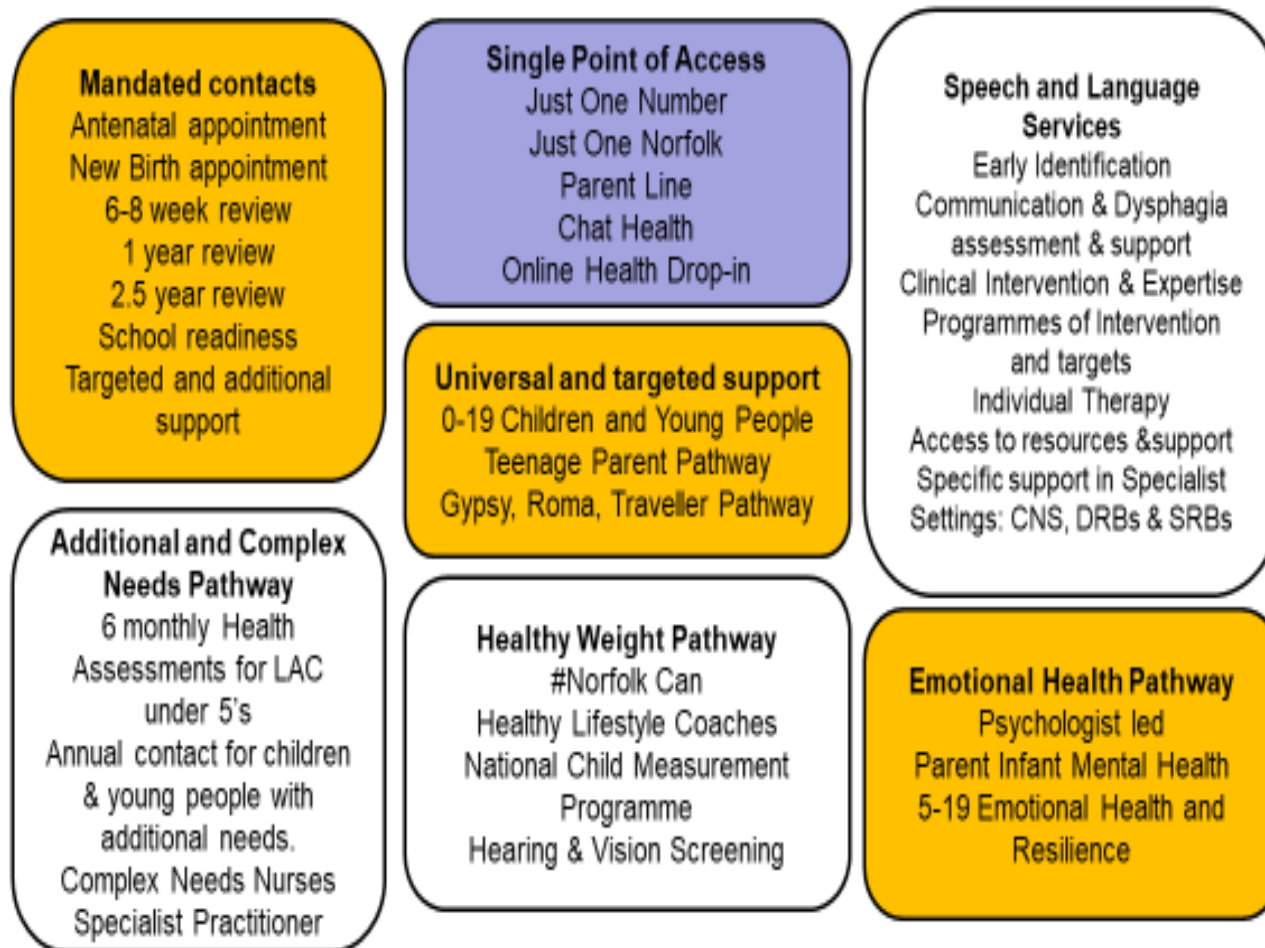 Mandated contacts
Antenatal appointment
New Birth appointment
6-8 week review
1 year review
2.5 year review
School readiness
Targeted and additional
support
Additional and Complex
Needs Pathway
6 monthly Health
Assessments for LAC
under 5's
Annual contact for children
& young people with
additional needs.
Complex Needs Nurses
Specialist Practitioner
Single Point of Access
Just One Number
Just One Norfolk
Parent Line
Chat Health
Online Health Drop-in
Universal and targeted support
0-19 Children and Young People
Teenage Parent Pathway
Gypsy, Roma, Traveller Pathway
Healthy Weight Pathway
#Norfolk Can
Healthy Lifestyle Coaches
National Child Measurement
Programme
Hearing & Vision Screening
Speech and Language
Services
Early Identification
Communication & Dysphagia
assessment & support
Clinical Intervention & Expertise
Programmes of Intervention
and targets
Individual Therapy
Access to resources &support
Specific support in Specialist
Settings: CNS, DRBs & SRBs
Emotional Health Pathway
Psychologist led
Parent Infant Mental Health
5-19 Emotional Health and
Resilience